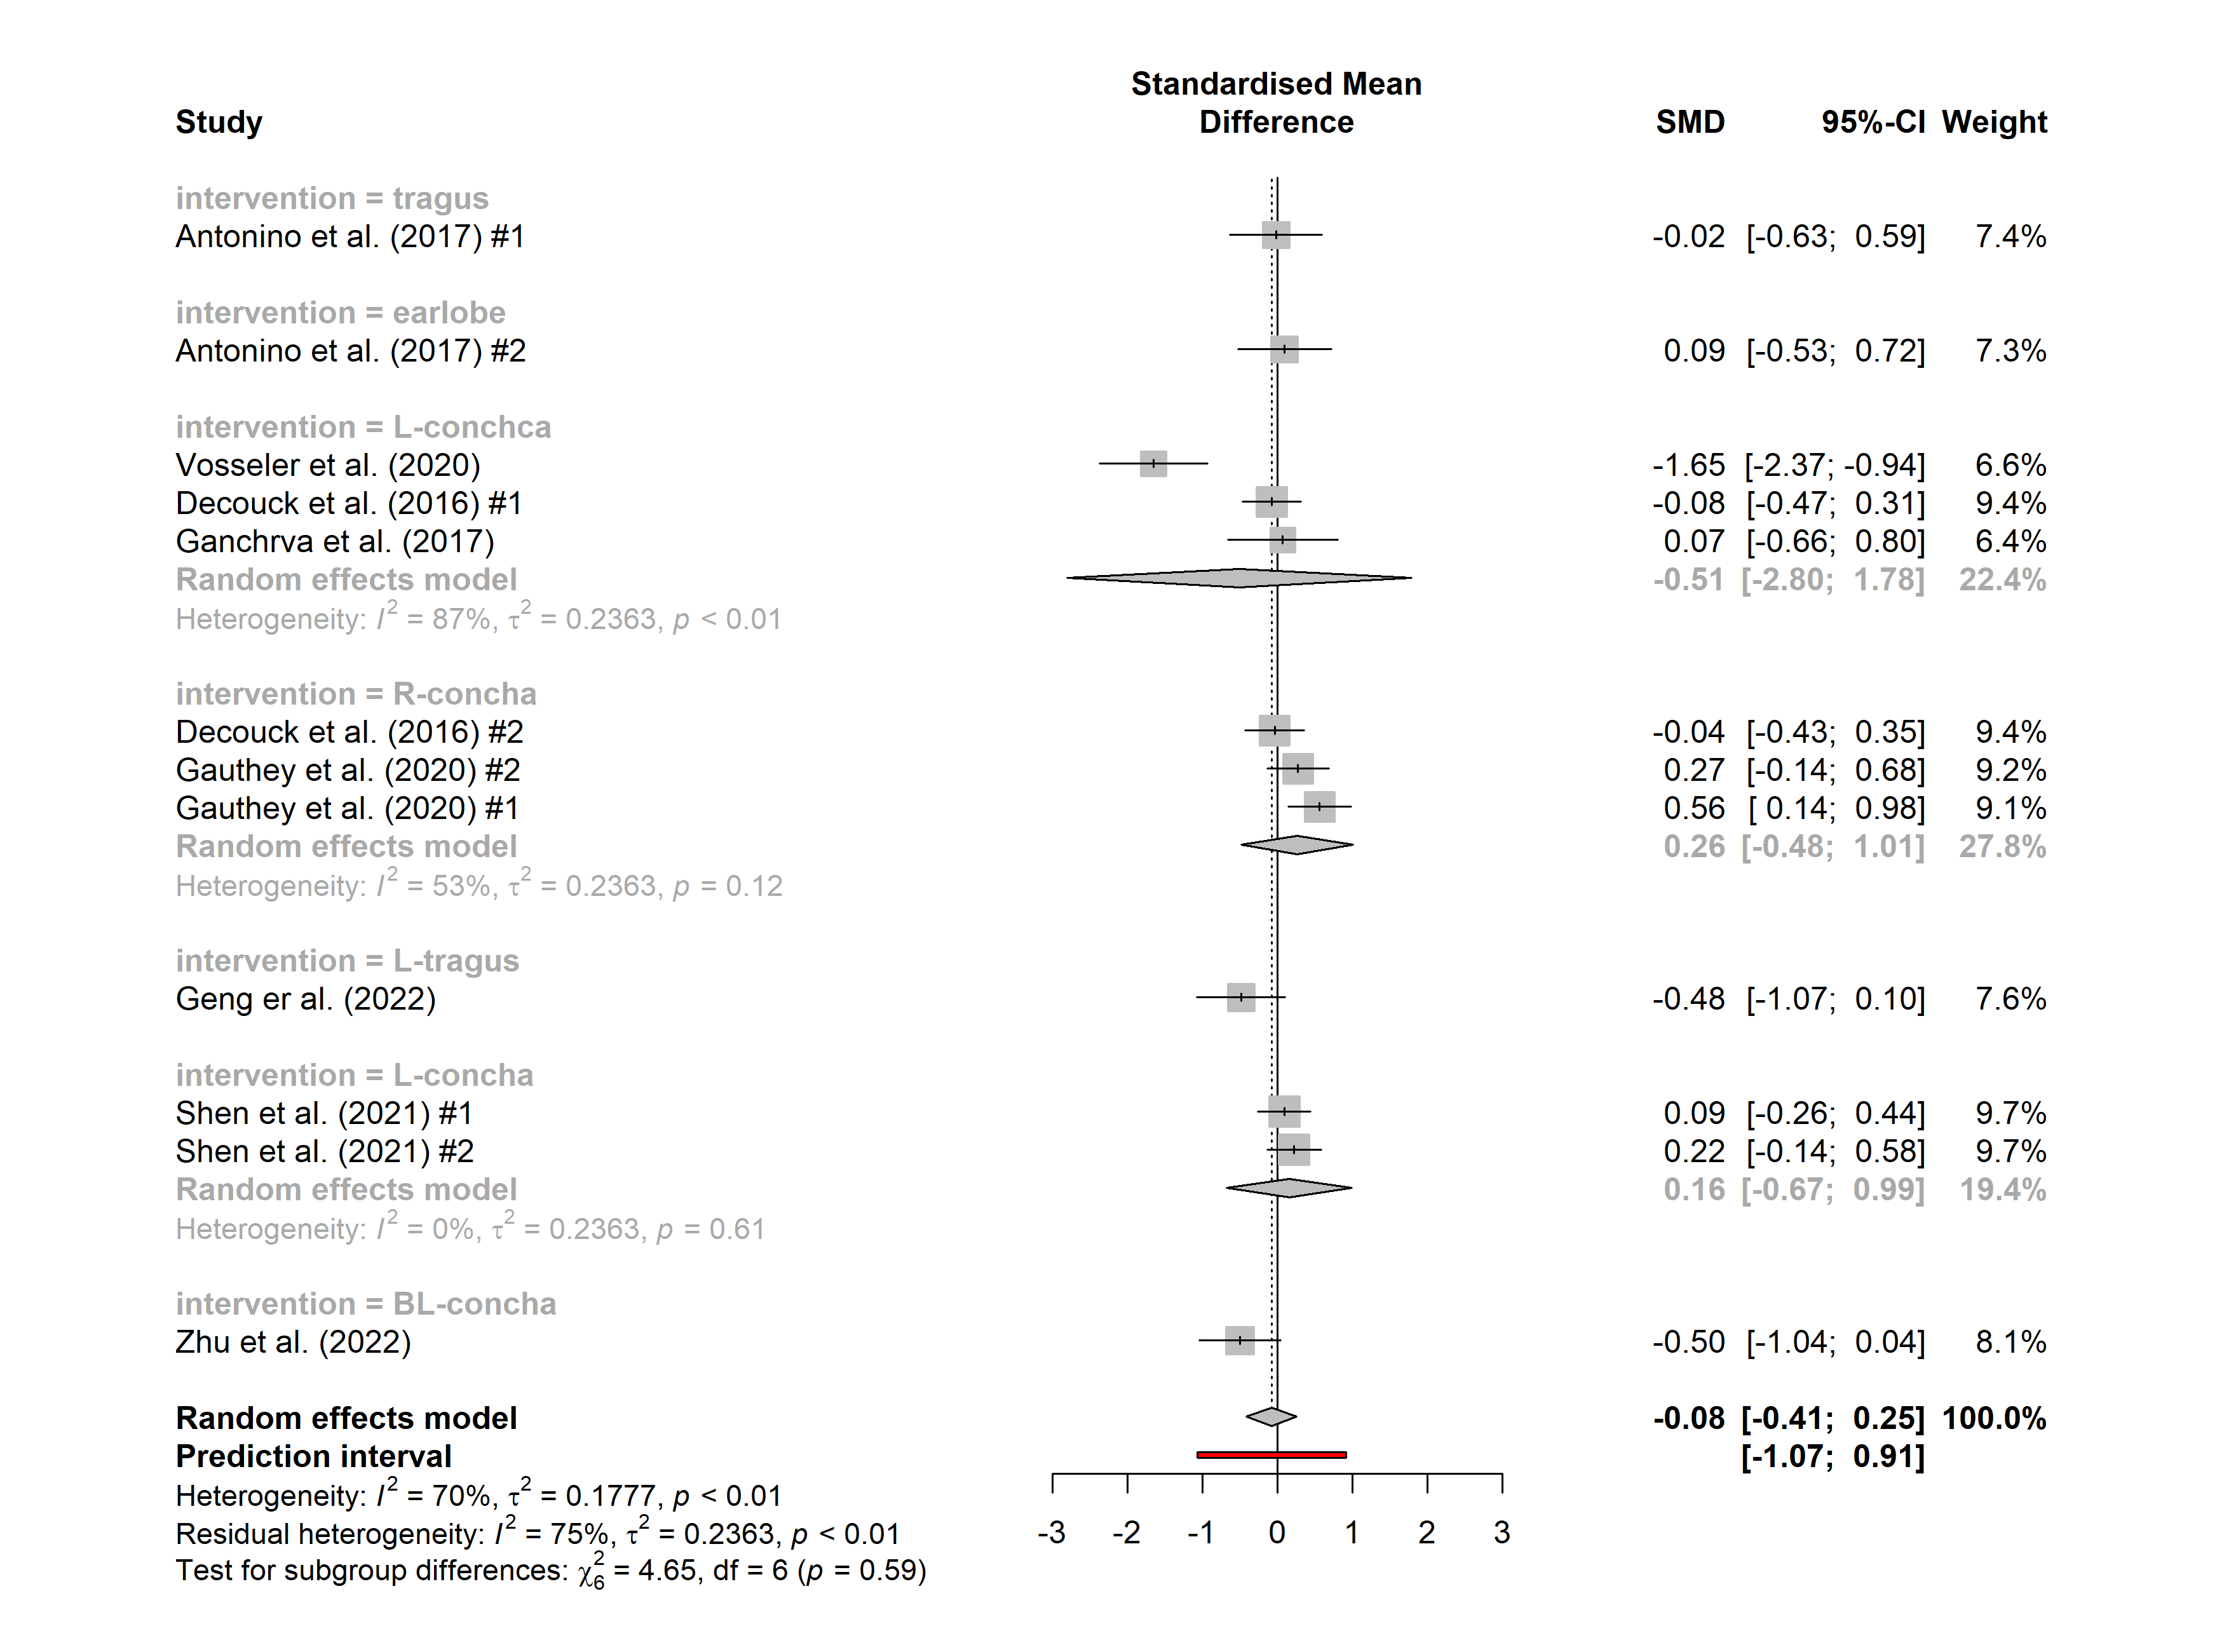 Standardised Mean
Study Difference SMD 95%-CI Weight
intervention = tragus
Antonino et al. (2017) #1 -0.02 [-0.63; 0.59] 7.4%
intervention = earlobe
Antonino et al. (2017) #2 0.09 [-0.53; 0.72] 7.3%
intervention = L-conchca
Vosseler et al. (2020) -1.65 [-2.37; -0.94] 6.6%
Decouck et al. (2016) #1 -0.08 [-0.47; 0.31] 9.4%
Ganchrva et al. (2017) 0.07 [-0.66; 0.80] 6.4%
Random effects model -0.51 [-2.80; 1.78] 22.4%
Heterogeneity: I² = 87%, τ² = 0.2363, p < 0.01
intervention = R-concha
Decouck et al. (2016) #2 -0.04 [-0.43; 0.35] 9.4%
Gauthey et al. (2020) #2 0.27 [-0.14; 0.68] 9.2%
Gauthey et al. (2020) #1 0.56 [ 0.14; 0.98] 9.1%
Random effects model 0.26 [-0.48; 1.01] 27.8%
Heterogeneity: I² = 53%, τ² = 0.2363, p = 0.12
intervention = L-tragus
Geng er al. (2022) -0.48 [-1.07; 0.10] 7.6%
intervention = L-concha
Shen et al. (2021) #1 0.09 [-0.26; 0.44] 9.7%
Shen et al. (2021) #2 0.22 [-0.14; 0.58] 9.7%
Random effects model 0.16 [-0.67; 0.99] 19.4%
Heterogeneity: I² = 0%, τ² = 0.2363, p = 0.61
intervention = BL-concha
Zhu et al. (2022) -0.50 [-1.04; 0.04] 8.1%
Random effects model -0.08 [-0.41; 0.25] 100.0%
Prediction interval [-1.07; 0.91]
Heterogeneity: I² = 70%, τ² = 0.1777, p < 0.01
Residual heterogeneity: I² = 75%, τ² = 0.2363, p < 0.01
-3 -2 -1 0 1 2 3
Test for subgroup differences: χ²₆ = 4.65, df = 6 (p = 0.59)